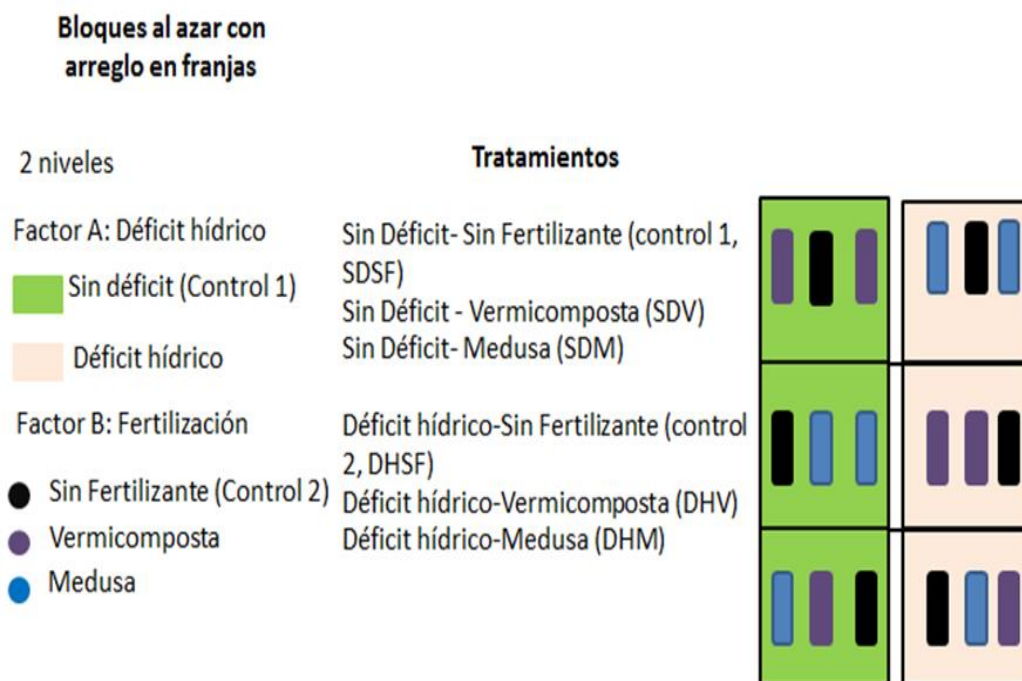 Bloques al azar con
arreglo en franjas
2 niveles
Tratamientos
Factor A: Déficit hídrico
Sin déficit (Control 1)
Déficit hídrico
Factor B: Fertilización
Sin Fertilizante (Control 2)
Vermicomposta
Medusa
Sin Déficit- Sin Fertilizante (control 1,
SDSF)
Sin Déficit - Vermicomposta (SDV)
Sin Déficit- Medusa (SDM)
Déficit hídrico-Sin Fertilizante (control
2, DHSF)
Déficit hídrico-Vermicomposta (DHV)
Déficit hídrico-Medusa (DHM)